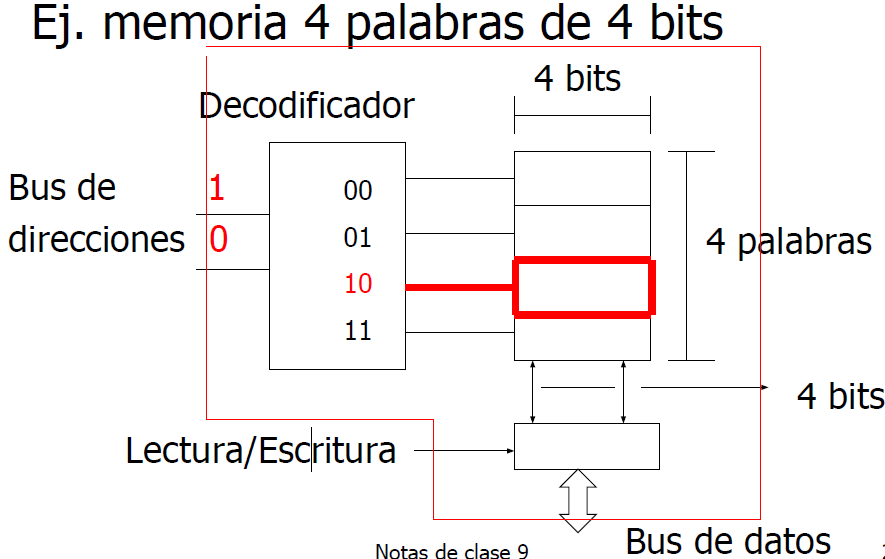 Ej. memoria 4 palabras de 4 bits
4 bits
Decodificador
Bus de
direcciones
1
0
00
01
10
11
4 palabras
4 bits
Lectura/Escritura
Bus de datos
Notas de clase 9